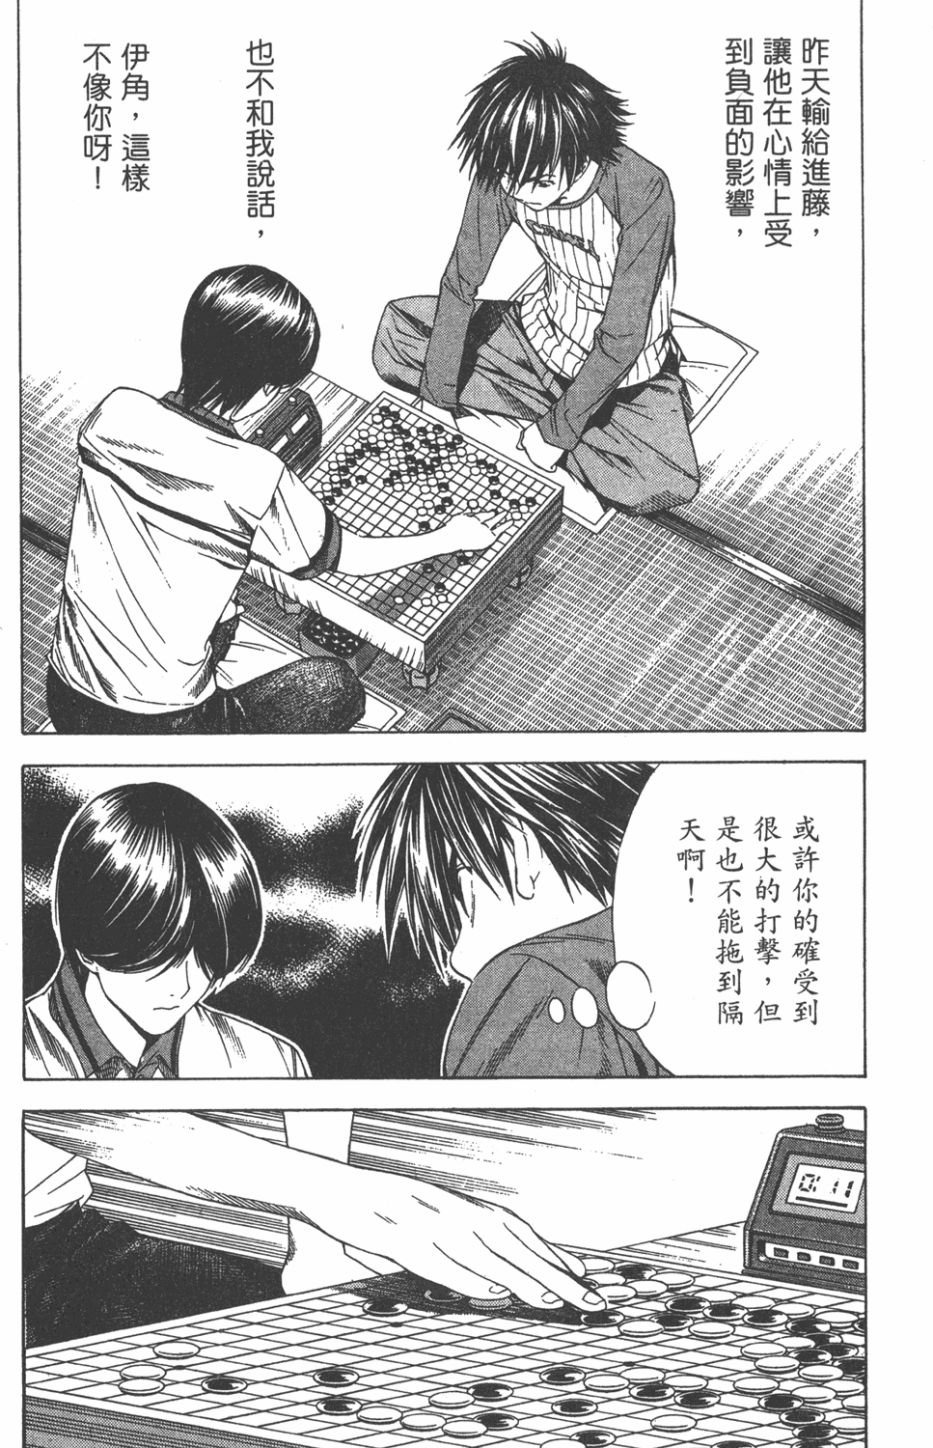 昨天輸給進藤，
讓他在心情上受
到負面的影響，
也不和我說話，
伊角，這樣
不像你呀！
或許你的確受到
很大的打擊，但
是也不能拖到隔
天啊！
0:11